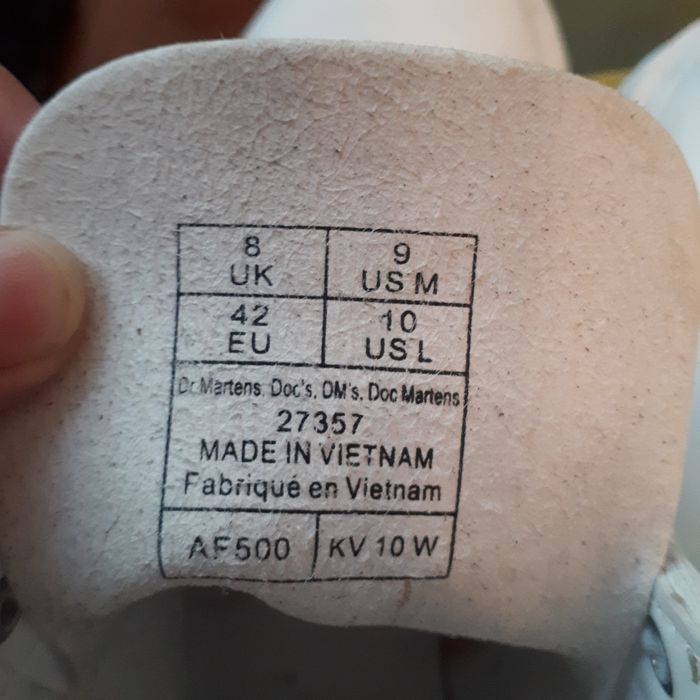 8
UK
9
US M
42
EU
10
US L
Dr.Martens, Doc's, DM's, Doc Martens
27357
MADE IN VIETNAM
Fabriqué en Vietnam
AF500
KV 10 W